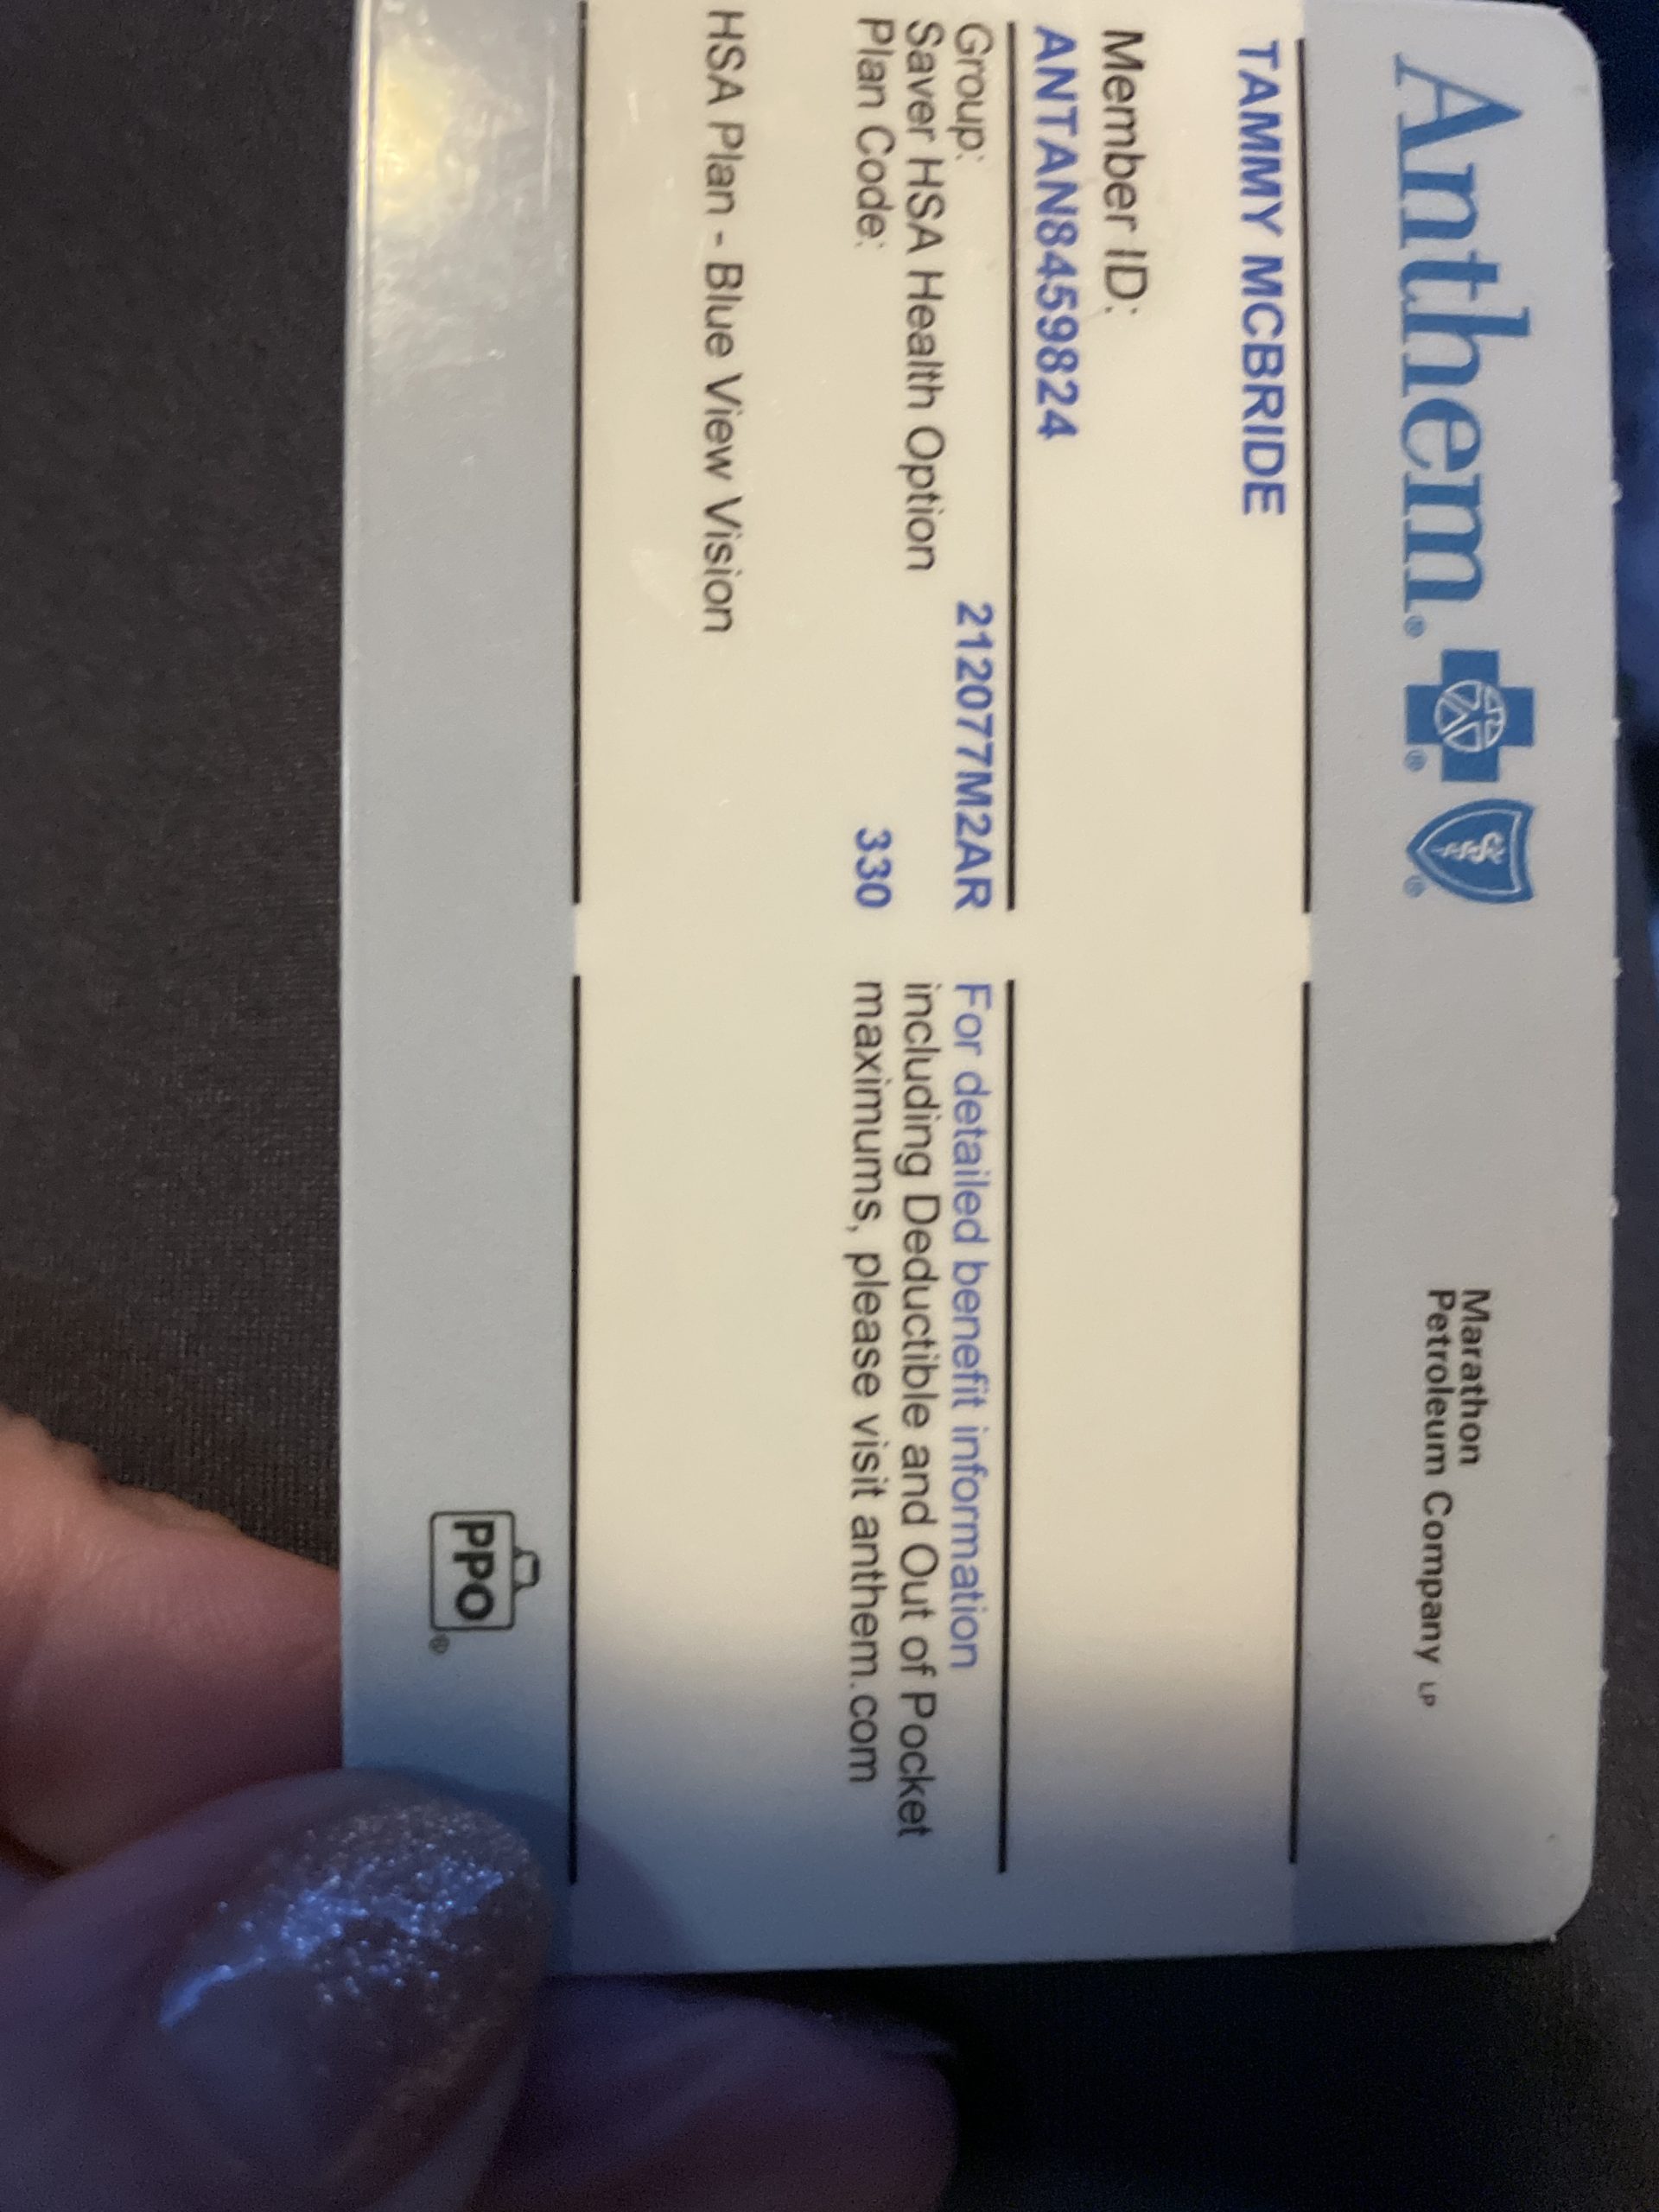 Anthem®
Marathon
Petroleum Company LP
TAMMY MCBRIDE
Member ID:
ANTAN8459824
Group: 212077M2AR
Saver HSA Health Option
Plan Code: 330
HSA Plan - Blue View Vision
For detailed benefit information
including Deductible and Out of Pocket
maximums, please visit anthem.com
PPO®